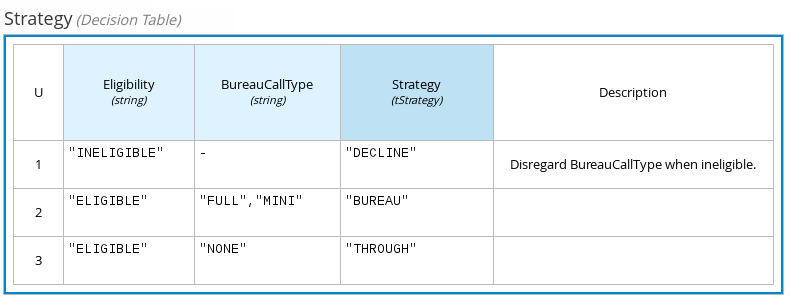 Strategy (Decision Table)
U Eligibility (string) BureauCallType (string) Strategy (tStrategy) Description
1 "INELIGIBLE" - "DECLINE" Disregard BureauCallType when ineligible.
2 "ELIGIBLE" "FULL","MINI" "BUREAU"
3 "ELIGIBLE" "NONE" "THROUGH"